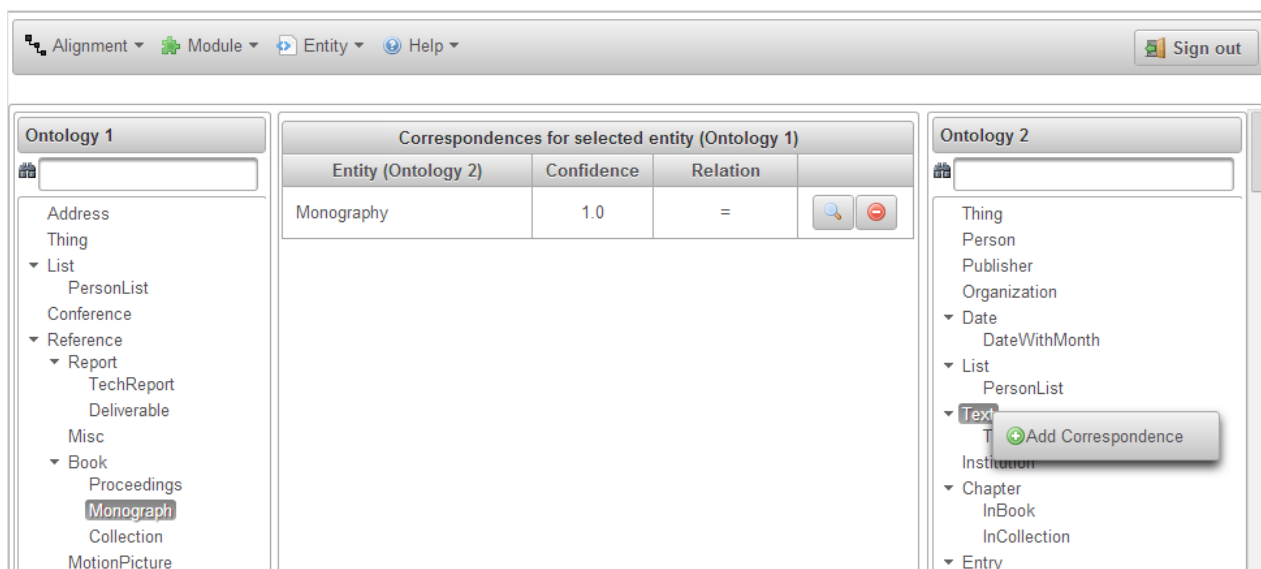 Alignment Module Entity Help Sign out
Ontology 1
Address
Thing
List
PersonList
Conference
Reference
Report
TechReport
Deliverable
Misc
Book
Proceedings
Monograph
Collection
MotionPicture
Correspondences for selected entity (Ontology 1)
Entity (Ontology 2) Confidence Relation
Monography 1.0 =
Ontology 2
Thing
Person
Publisher
Organization
Date
DateWithMonth
List
PersonList
Text
Add Correspondence
Institution
Chapter
InBook
InCollection
Entry